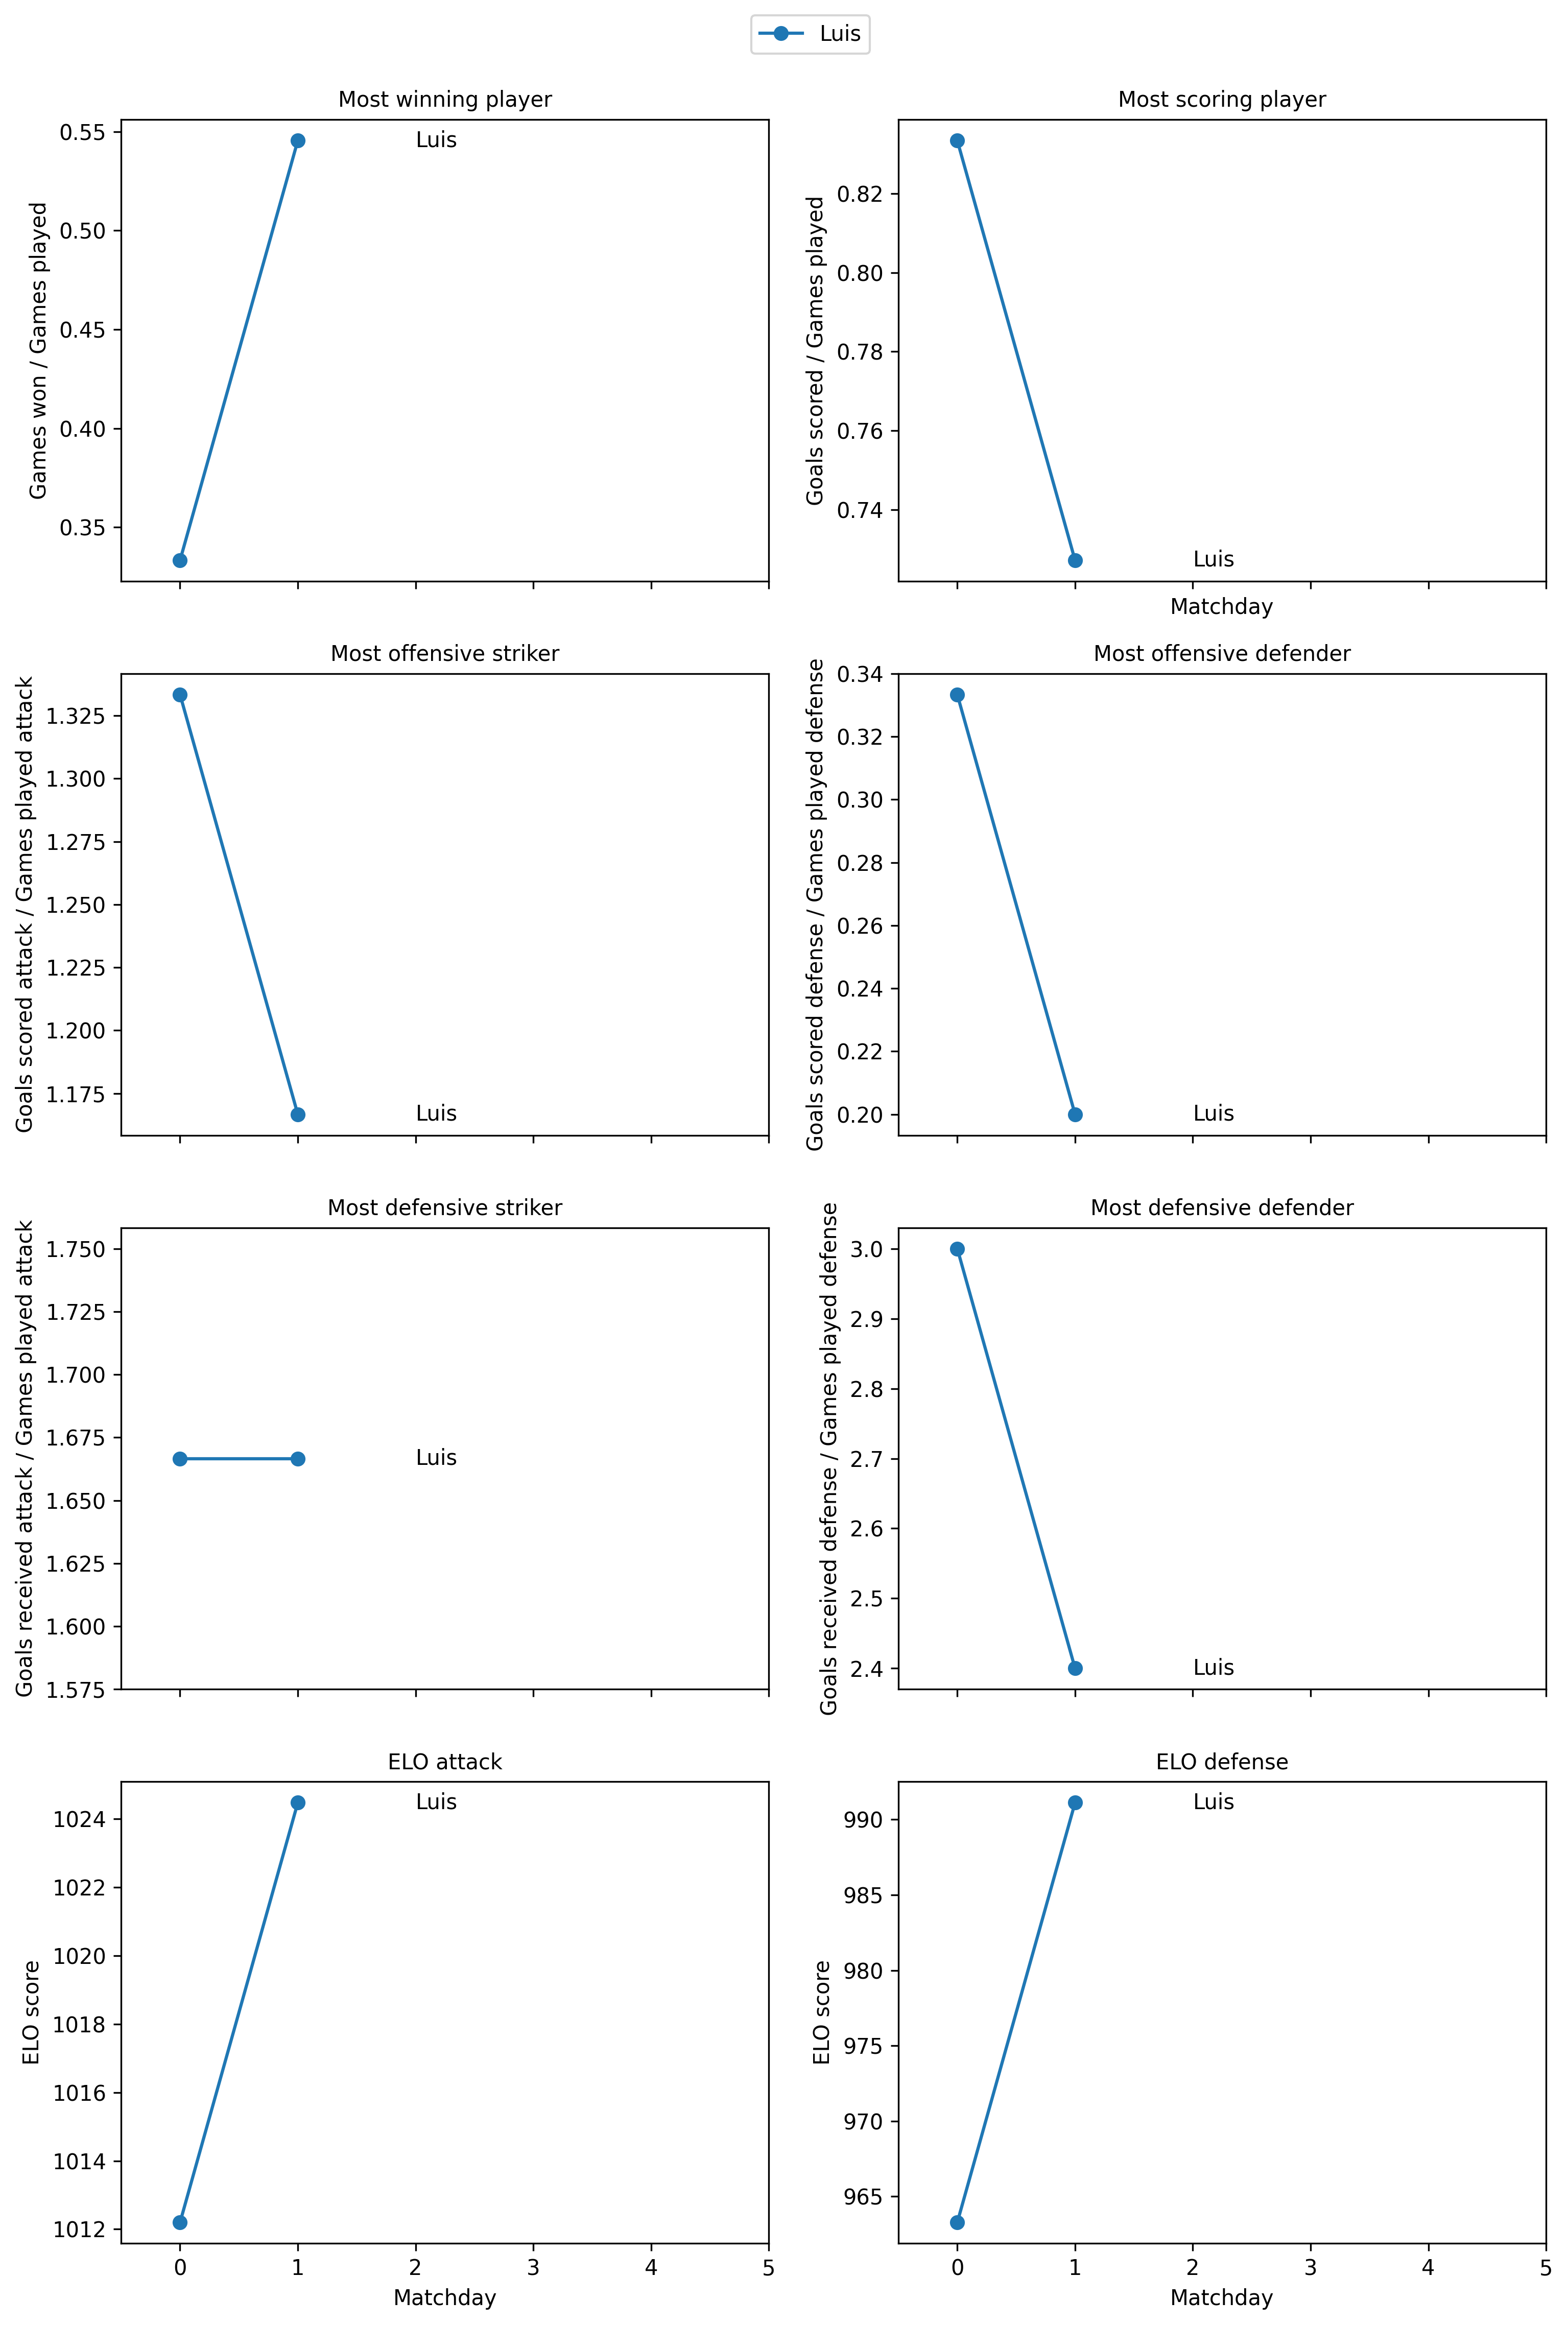 Luis
Most winning player
Games won / Games played
0.55
0.50
0.45
0.40
0.35
Luis
Most scoring player
Goals scored / Games played
0.82
0.80
0.78
0.76
0.74
Luis
Matchday
Most offensive striker
Goals scored attack / Games played attack
1.325
1.300
1.275
1.250
1.225
1.200
1.175
Luis
Most offensive defender
Goals scored defense / Games played defense
0.34
0.32
0.30
0.28
0.26
0.24
0.22
0.20
Luis
Most defensive striker
Goals received attack / Games played attack
1.750
1.725
1.700
1.675
1.650
1.625
1.600
1.575
Luis
Most defensive defender
Goals received defense / Games played defense
3.0
2.9
2.8
2.7
2.6
2.5
2.4
Luis
ELO attack
ELO score
1024
1022
1020
1018
1016
1014
1012
Luis
0 1 2 3 4 5
Matchday
ELO defense
ELO score
990
985
980
975
970
965
Luis
0 1 2 3 4 5
Matchday